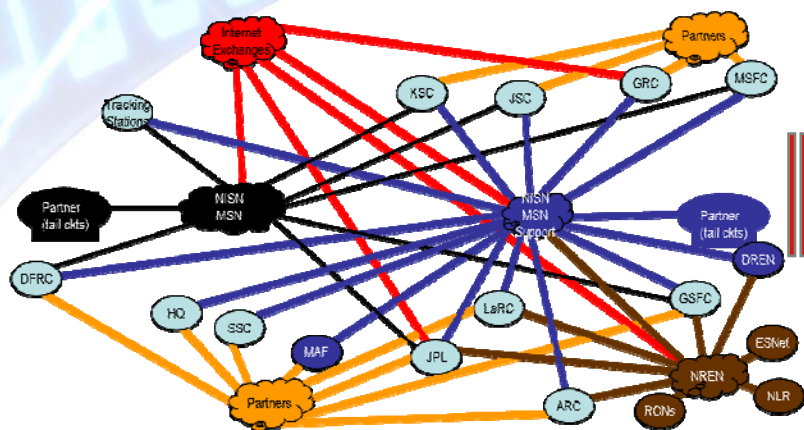 Internet
Exchanges
Partners
KSC
JSC
GRC
MSFC
Tracking
Stations
Partner
(tail ckts)
NISN
MSN
NISN
MSN
Support
Partner
(tail ckts)
DREN
DFRC
HQ
SSC
MAF
LaRC
JPL
GSFC
ESNet
NREN
NLR
RONs
ARC
Partners